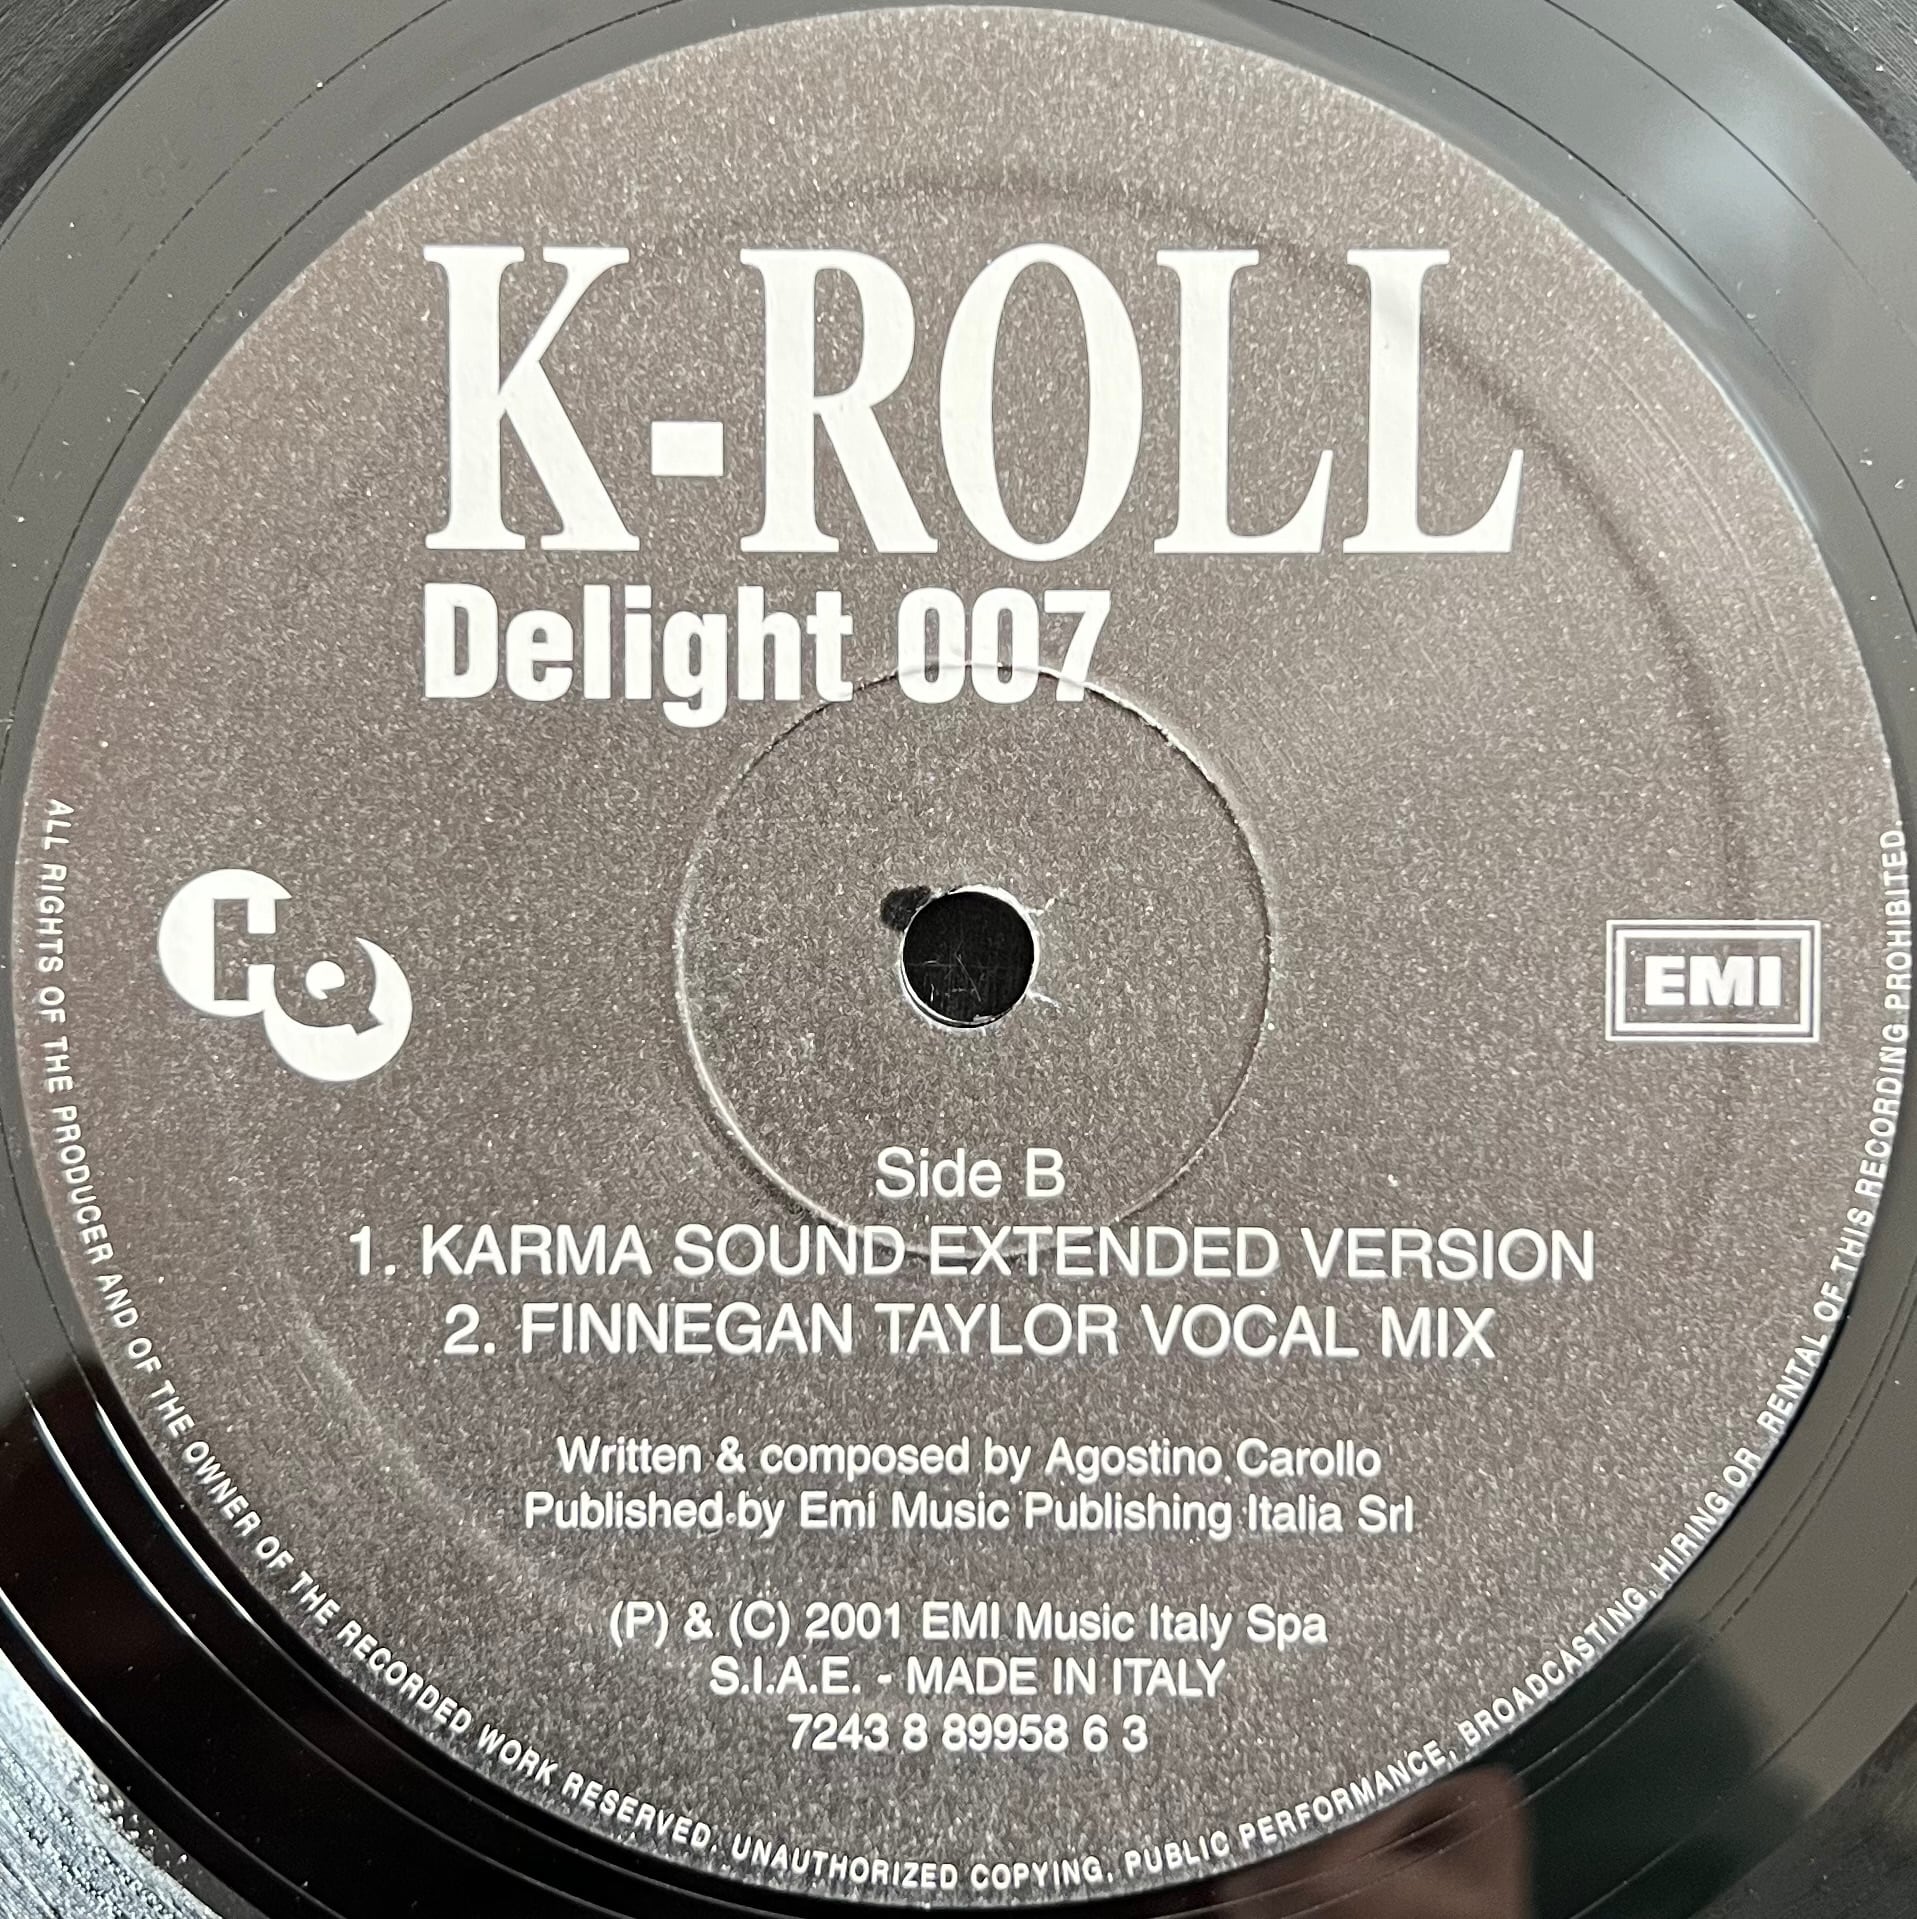 K-ROLL
Delight 007
HQ
EMI
Side B
1. KARMA SOUND EXTENDED VERSION
2. FINNEGAN TAYLOR VOCAL MIX
Written & composed by Agostino Carollo
Published by Emi Music Publishing Italia Srl
(P) & (C) 2001 EMI Music Italy Spa
S.I.A.E. - MADE IN ITALY
7243 8 89958 6 3
ALL RIGHTS OF THE PRODUCER AND OF THE OWNER OF THE RECORDED WORK RESERVED. UNAUTHORIZED COPYING, PUBLIC PERFORMANCE, BROADCASTING, HIRING OR RENTAL OF THIS RECORDING PROHIBITED.